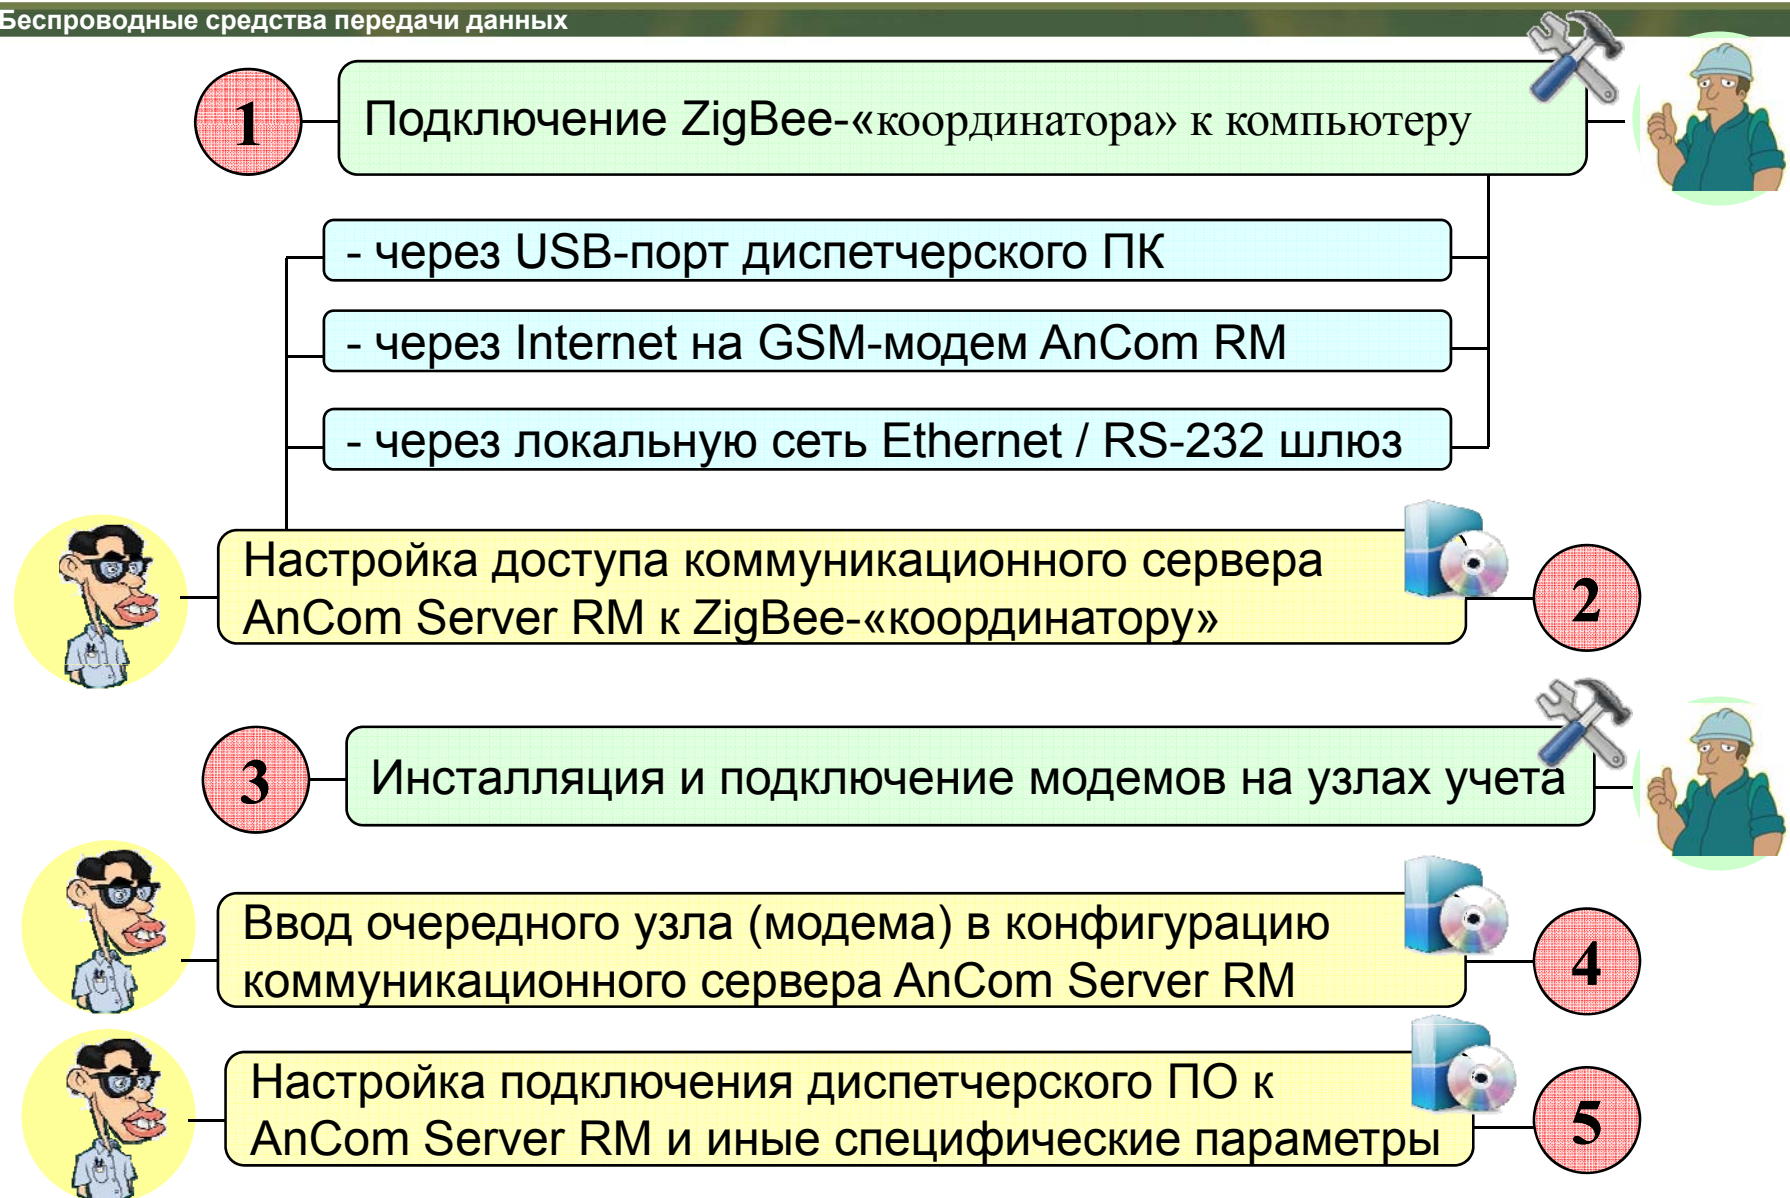 Беспроводные средства передачи данных
1
Подключение ZigBee-«координатора» к компьютеру
- через USB-порт диспетчерского ПК
- через Internet на GSM-модем AnCom RM
- через локальную сеть Ethernet / RS-232 шлюз
Настройка доступа коммуникационного сервера
AnCom Server RM к ZigBee-«координатору»
2
3
Инсталляция и подключение модемов на узлах учета
Ввод очередного узла (модема) в конфигурацию
коммуникационного сервера AnCom Server RM
4
Настройка подключения диспетчерского ПО к
AnCom Server RM и иные специфические параметры
5